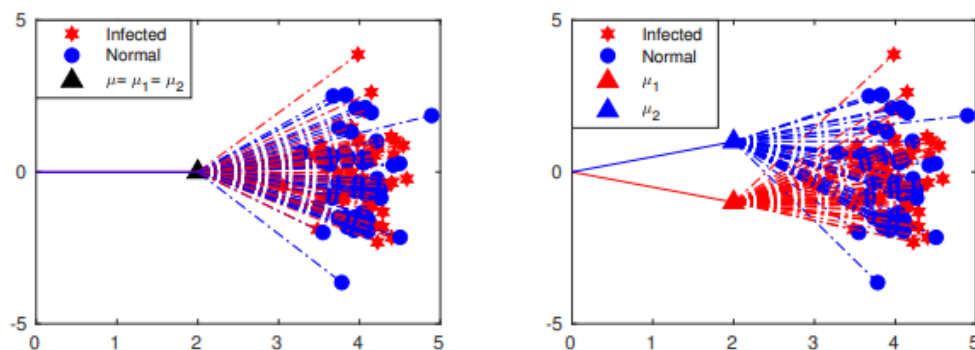 5
Infected
Normal
μ= μ1= μ2
0
-5
0 1 2 3 4 5
5
Infected
Normal
μ1
μ2
0
-5
0 1 2 3 4 5